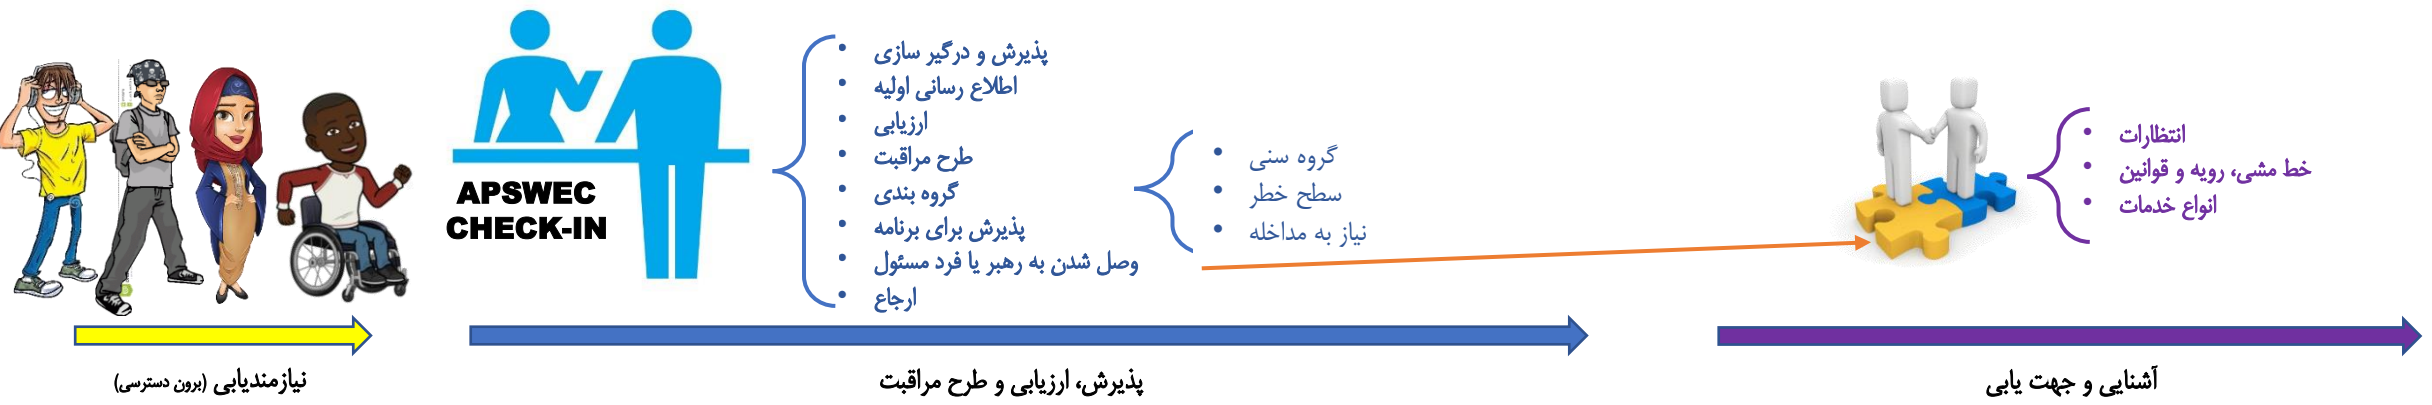 APSWEC
CHECK-IN
پذیرش و درگیر سازی
اطلاع رسانی اولیه
ارزیابی
طرح مراقبت
گروه بندی
پذیرش برای برنامه
وصل شدن به رهبر یا فرد مسئول
ارجاع
گروه سنی
سطح خطر
نیاز به مداخله
انتظارات
خط مشی، رویه و قوانین
انواع خدمات
نیازمندیابی (برون دسترسی)
پذیرش، ارزیابی و طرح مراقبت
آشنایی و جهت یابی